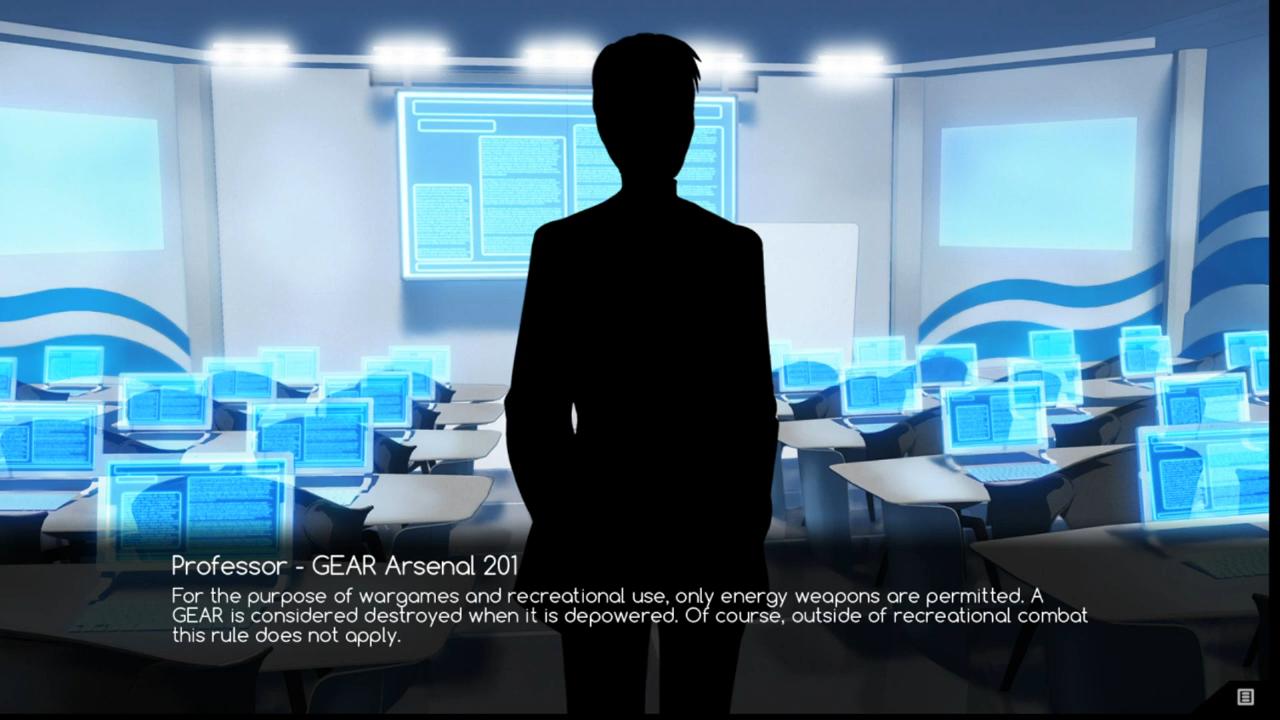 Professor - GEAR Arsenal 201
For the purpose of wargames and recreational use, only energy weapons are permitted. A
GEAR is considered destroyed when it is depowered. Of course, outside of recreational combat
this rule does not apply.